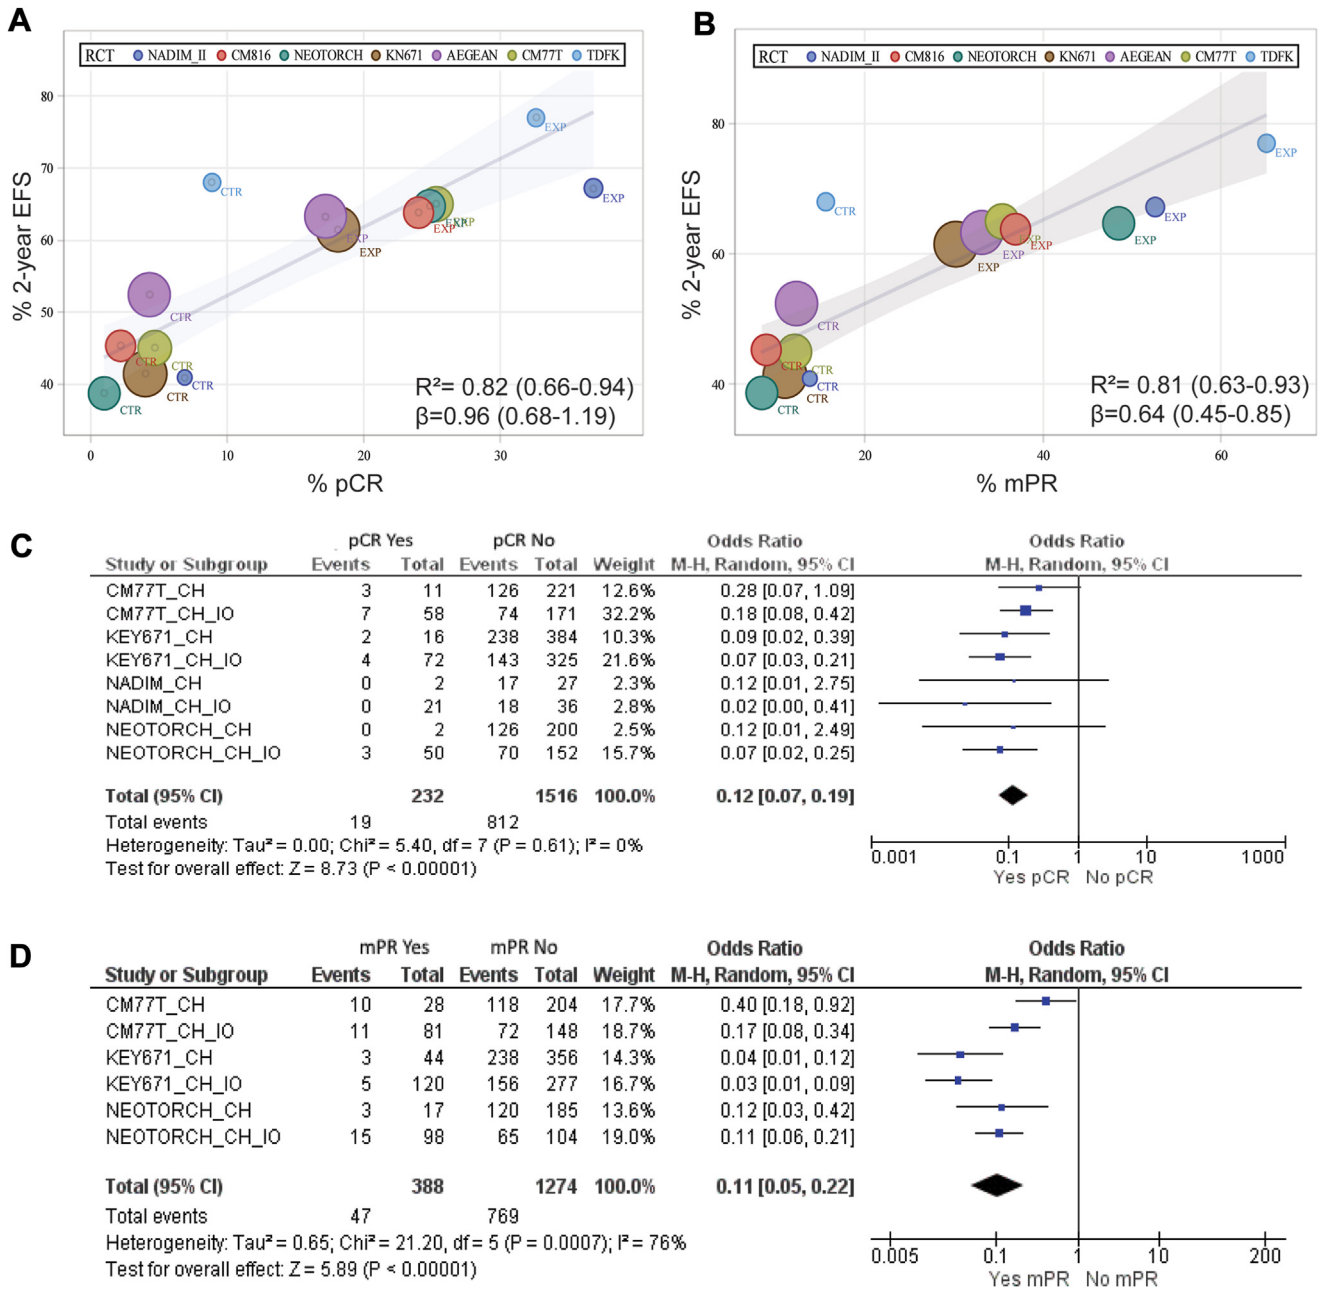 A
RCT NADIM_II CM816 NEOTORCH KN671 AEGEAN CM77T TDFK
% 2-year EFS
80
70
60
50
40
EXP
CTR
EXP
EXP
EXP
EXP
EXP
EXP
CTR
CTR
CTR
CTR
CTR
CTR
R²= 0.82 (0.66-0.94)
β=0.96 (0.68-1.19)
0 10 20 30
% pCR
B
RCT NADIM_II CM816 NEOTORCH KN671 AEGEAN CM77T TDFK
% 2-year EFS
80
60
40
EXP
CTR
EXP
EXP
EXP
EXP
EXP
EXP
CTR
CTR
CTR
CTR
CTR
CTR
R²= 0.81 (0.63-0.93)
β=0.64 (0.45-0.85)
20 40 60
% mPR
C
pCR Yes pCR No Odds Ratio Odds Ratio
Study or Subgroup Events Total Events Total Weight M-H, Random, 95% CI M-H, Random, 95% CI
CM77T_CH 3 11 126 221 12.6% 0.28 [0.07, 1.09]
CM77T_CH_IO 7 58 74 171 32.2% 0.18 [0.08, 0.42]
KEY671_CH 2 16 238 384 10.3% 0.09 [0.02, 0.39]
KEY671_CH_IO 4 72 143 325 21.6% 0.07 [0.03, 0.21]
NADIM_CH 0 2 17 27 2.3% 0.12 [0.01, 2.75]
NADIM_CH_IO 0 21 18 36 2.8% 0.02 [0.00, 0.41]
NEOTORCH_CH 0 2 126 200 2.5% 0.12 [0.01, 2.49]
NEOTORCH_CH_IO 3 50 70 152 15.7% 0.07 [0.02, 0.25]
Total (95% CI) 232 1516 100.0% 0.12 [0.07, 0.19]
Total events 19 812
Heterogeneity: Tau² = 0.00; Chi² = 5.40, df = 7 (P = 0.61); I² = 0%
Test for overall effect: Z = 8.73 (P < 0.00001)
0.001 0.1 1 10 1000
Yes pCR No pCR
D
mPR Yes mPR No Odds Ratio Odds Ratio
Study or Subgroup Events Total Events Total Weight M-H, Random, 95% CI M-H, Random, 95% CI
CM77T_CH 10 28 118 204 17.7% 0.40 [0.18, 0.92]
CM77T_CH_IO 11 81 72 148 18.7% 0.17 [0.08, 0.34]
KEY671_CH 3 44 238 356 14.3% 0.04 [0.01, 0.12]
KEY671_CH_IO 5 120 156 277 16.7% 0.03 [0.01, 0.09]
NEOTORCH_CH 3 17 120 185 13.6% 0.12 [0.03, 0.42]
NEOTORCH_CH_IO 15 98 65 104 19.0% 0.11 [0.06, 0.21]
Total (95% CI) 388 1274 100.0% 0.11 [0.05, 0.22]
Total events 47 769
Heterogeneity: Tau² = 0.65; Chi² = 21.20, df = 5 (P = 0.0007); I² = 76%
Test for overall effect: Z = 5.89 (P < 0.00001)
0.005 0.1 1 10 200
Yes mPR No mPR